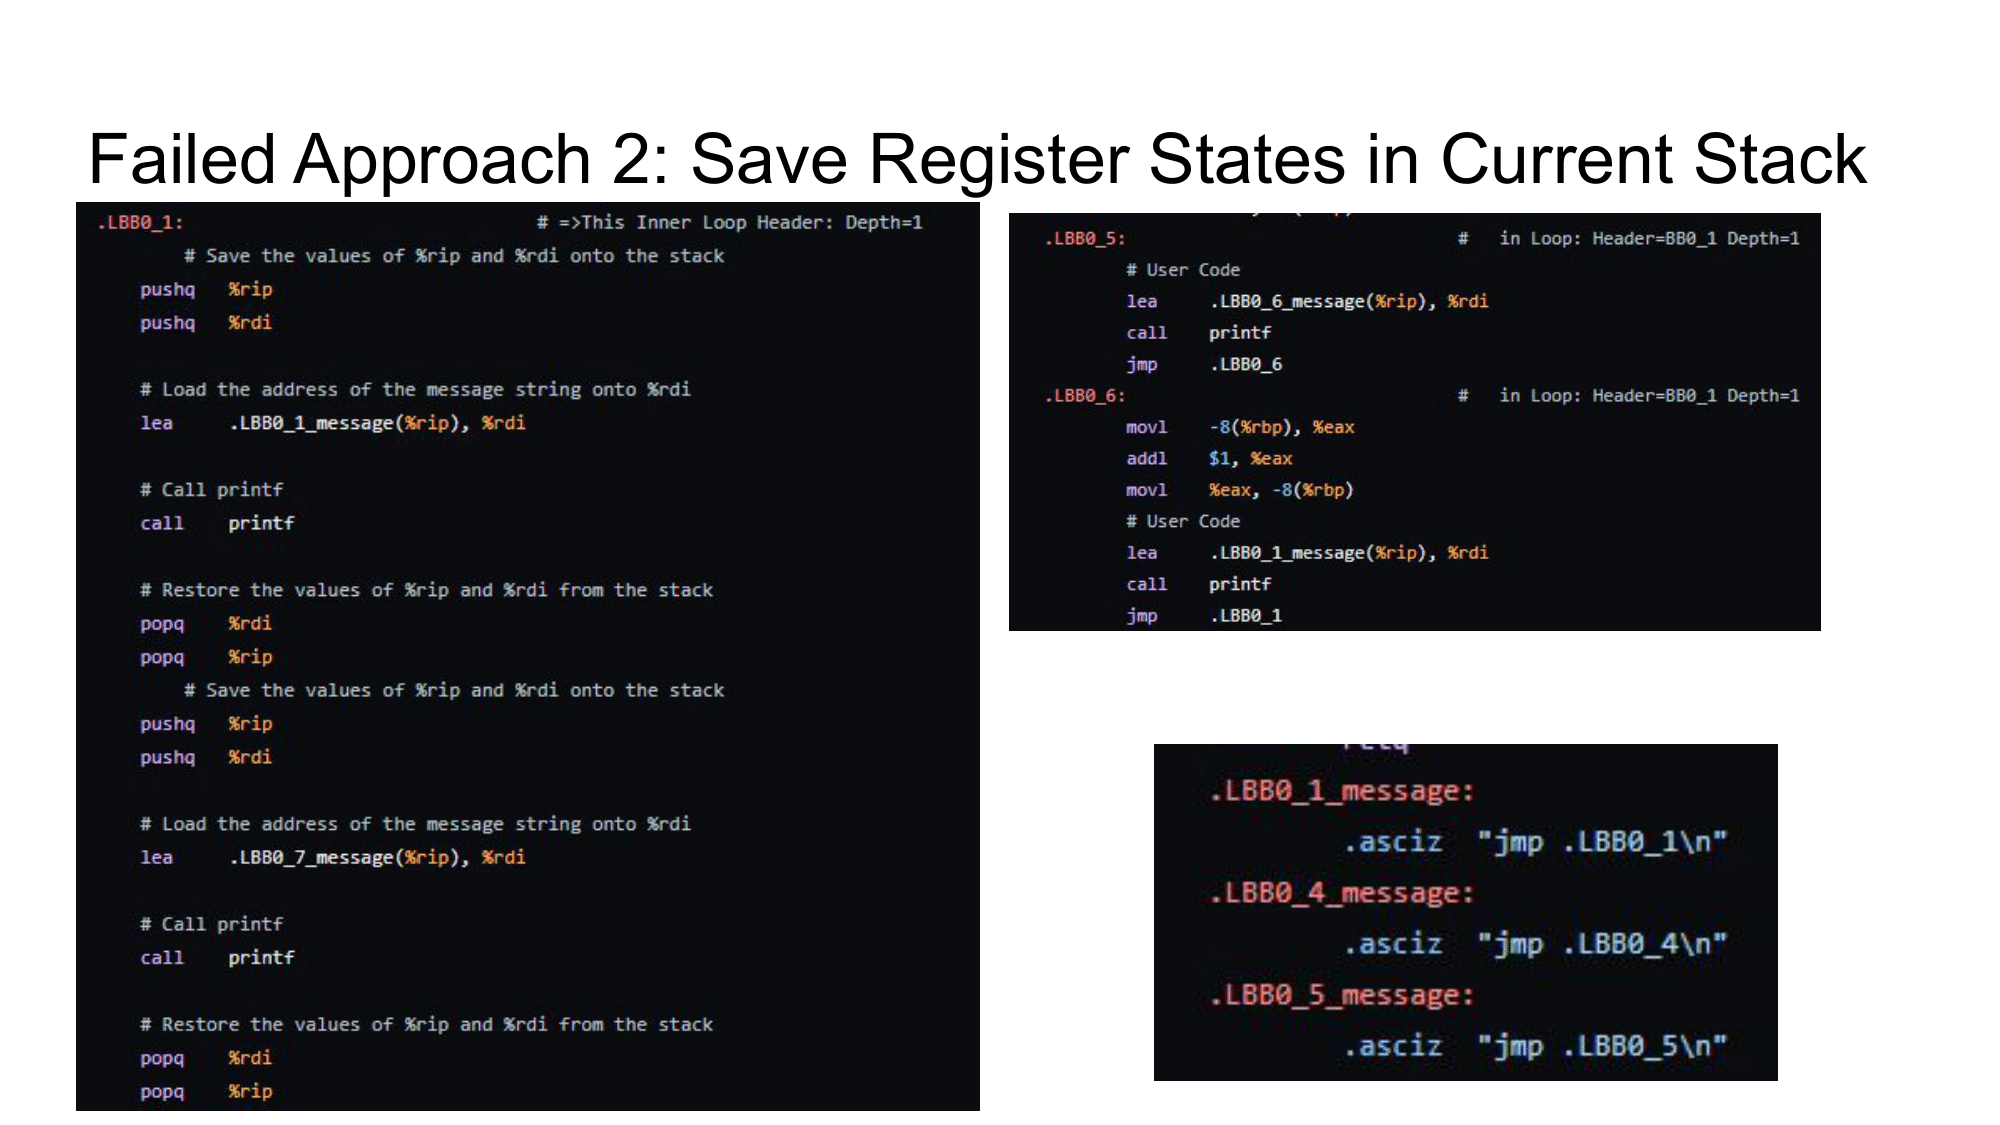 Failed Approach 2: Save Register States in Current Stack
.LBB0_1: # =>This Inner Loop Header: Depth=1
# Save the values of %rip and %rdi onto the stack
pushq %rip
pushq %rdi
# Load the address of the message string onto %rdi
lea .LBB0_1_message(%rip), %rdi
# Call printf
call printf
# Restore the values of %rip and %rdi from the stack
popq %rdi
popq %rip
# Save the values of %rip and %rdi onto the stack
pushq %rip
pushq %rdi
# Load the address of the message string onto %rdi
lea .LBB0_7_message(%rip), %rdi
# Call printf
call printf
# Restore the values of %rip and %rdi from the stack
popq %rdi
popq %rip
.LBB0_5: # in Loop: Header=BB0_1 Depth=1
# User Code
lea .LBB0_6_message(%rip), %rdi
call printf
jmp .LBB0_6
.LBB0_6: # in Loop: Header=BB0_1 Depth=1
movl -8(%rbp), %eax
addl $1, %eax
movl %eax, -8(%rbp)
# User Code
lea .LBB0_1_message(%rip), %rdi
call printf
jmp .LBB0_1
.LBB0_1_message:
.asciz "jmp .LBB0_1\n"
.LBB0_4_message:
.asciz "jmp .LBB0_4\n"
.LBB0_5_message:
.asciz "jmp .LBB0_5\n"